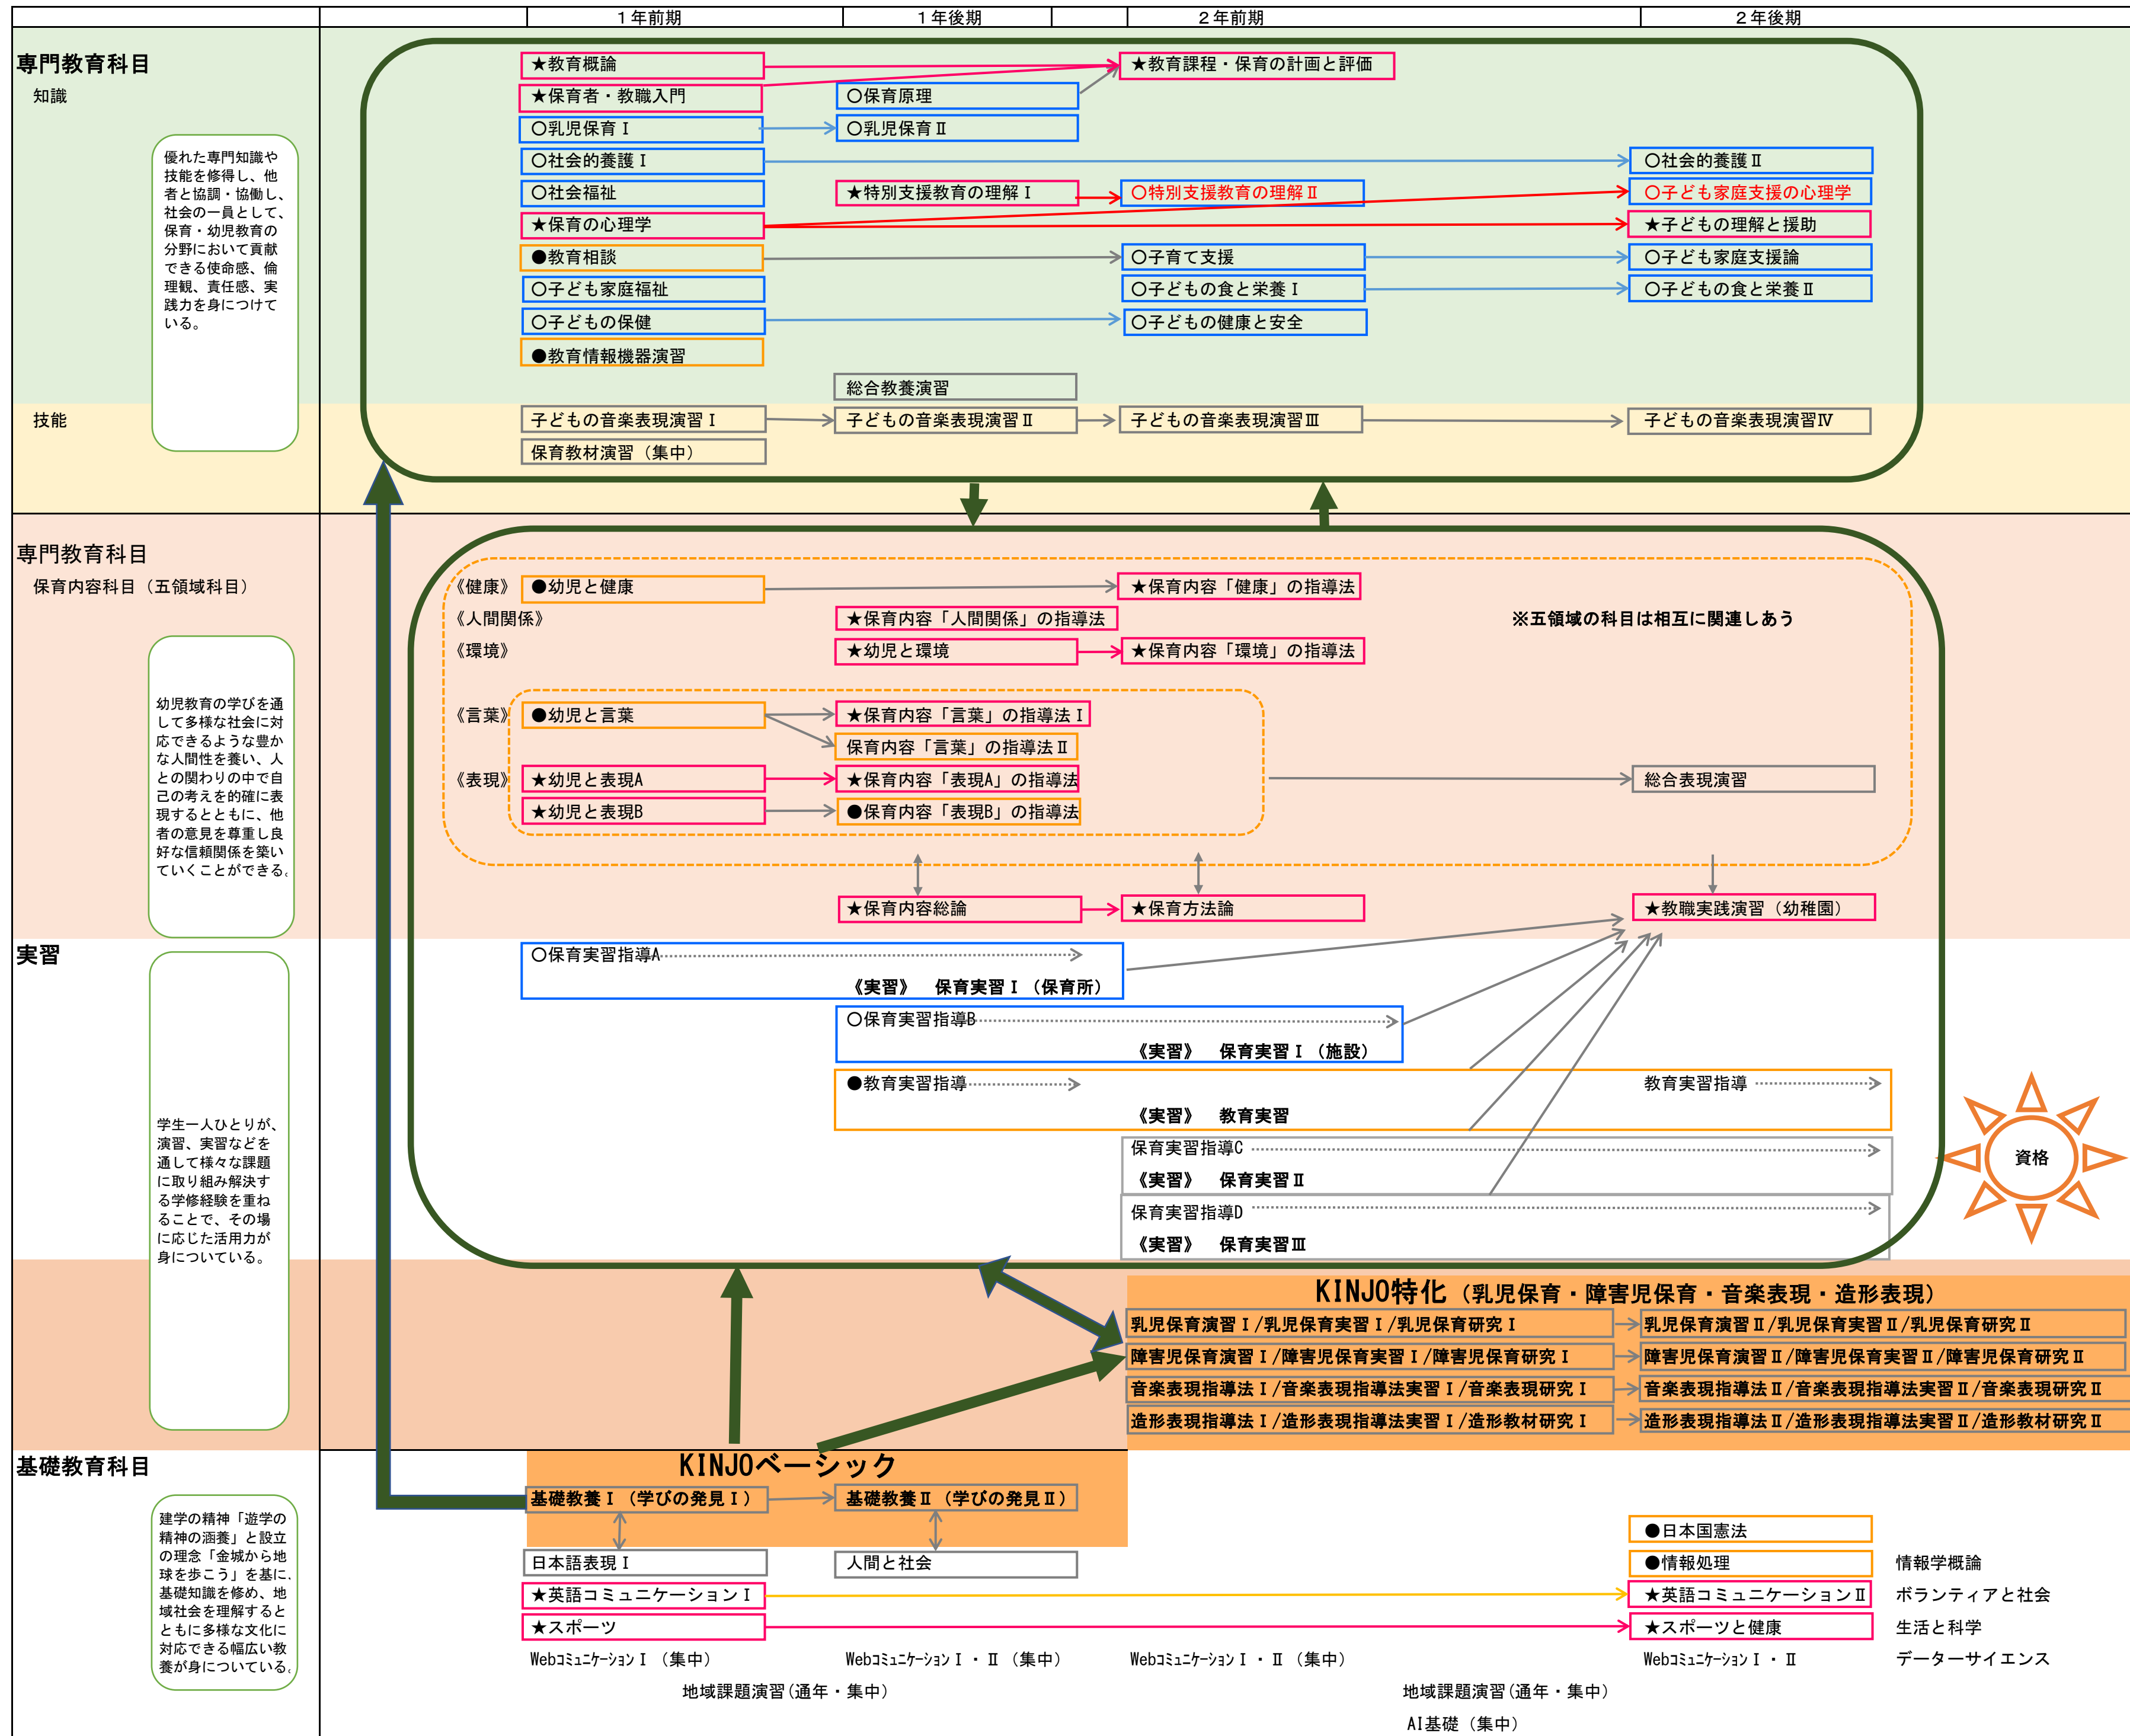 １年前期　１年後期　２年前期　２年後期
専門教育科目
知識
優れた専門知識や
技能を修得し、他
者と協調・協働し、
社会の一員として、
保育・幼児教育の
分野において貢献
できる使命感、倫
理観、責任感、実
践力を身につけて
いる。
★教育概論　★教育課程・保育の計画と評価
★保育者・教職入門　〇保育原理
〇乳児保育Ⅰ　〇乳児保育Ⅱ
〇社会的養護Ⅰ　〇社会的養護Ⅱ
〇社会福祉　★特別支援教育の理解Ⅰ　〇特別支援教育の理解Ⅱ　〇子ども家庭支援の心理学
★保育の心理学　★子どもの理解と援助
●教育相談　〇子育て支援　〇子ども家庭支援論
〇子ども家庭福祉　〇子どもの食と栄養Ⅰ　〇子どもの食と栄養Ⅱ
〇子どもの保健　〇子どもの健康と安全
●教育情報機器演習
総合教養演習
技能
子どもの音楽表現演習Ⅰ　子どもの音楽表現演習Ⅱ　子どもの音楽表現演習Ⅲ　子どもの音楽表現演習Ⅳ
保育教材演習（集中）
専門教育科目
保育内容科目（五領域科目）
幼児教育の学びを通
して多様な社会に対
応できるような豊か
な人間性を養い、人
との関わりの中で自
己の考えを的確に表
現するとともに、他
者の意見を尊重し良
好な信頼関係を築い
ていくことができる。
《健康》　●幼児と健康　★保育内容「健康」の指導法
《人間関係》　★保育内容「人間関係」の指導法　※五領域の科目は相互に関連しあう
《環境》　★幼児と環境　★保育内容「環境」の指導法
《言葉》　●幼児と言葉　★保育内容「言葉」の指導法Ⅰ
保育内容「言葉」の指導法Ⅱ
《表現》　★幼児と表現A　★保育内容「表現A」の指導法　総合表現演習
★幼児と表現B　●保育内容「表現B」の指導法
★保育内容総論　★保育方法論　★教職実践演習（幼稚園）
実習
学生一人ひとりが、
演習、実習などを
通して様々な課題
に取り組み解決す
る学修経験を重ね
ることで、その場
に応じた活用力が
身についている。
〇保育実習指導A
《実習》　保育実習Ⅰ（保育所）
〇保育実習指導B
《実習》　保育実習Ⅰ（施設）
●教育実習指導　教育実習指導
《実習》　教育実習
保育実習指導C
《実習》　保育実習Ⅱ
保育実習指導D
《実習》　保育実習Ⅲ
資格
KINJO特化（乳児保育・障害児保育・音楽表現・造形表現）
乳児保育演習Ⅰ/乳児保育実習Ⅰ/乳児保育研究Ⅰ　乳児保育演習Ⅱ/乳児保育実習Ⅱ/乳児保育研究Ⅱ
障害児保育演習Ⅰ/障害児保育実習Ⅰ/障害児保育研究Ⅰ　障害児保育演習Ⅱ/障害児保育実習Ⅱ/障害児保育研究Ⅱ
音楽表現指導法Ⅰ/音楽表現指導法実習Ⅰ/音楽表現研究Ⅰ　音楽表現指導法Ⅱ/音楽表現指導法実習Ⅱ/音楽表現研究Ⅱ
造形表現指導法Ⅰ/造形表現指導法実習Ⅰ/造形教材研究Ⅰ　造形表現指導法Ⅱ/造形表現指導法実習Ⅱ/造形教材研究Ⅱ
基礎教育科目
建学の精神「遊学の
精神の涵養」と設立
の理念「金城から地
球を歩こう」を基に、
基礎知識を修め、地
域社会を理解すると
ともに多様な文化に
対応できる幅広い教
養が身についている。
KINJOベーシック
基礎教養Ⅰ（学びの発見Ⅰ）　基礎教養Ⅱ（学びの発見Ⅱ）
●日本国憲法
日本語表現Ⅰ　人間と社会　●情報処理　情報学概論
★英語コミュニケーションⅠ　★英語コミュニケーションⅡ　ボランティアと社会
★スポーツ　★スポーツと健康　生活と科学
WebｺﾐｭﾆｹｰｼｮﾝⅠ（集中）　WebｺﾐｭﾆｹｰｼｮﾝⅠ・Ⅱ（集中）　WebｺﾐｭﾆｹｰｼｮﾝⅠ・Ⅱ（集中）　WebｺﾐｭﾆｹｰｼｮﾝⅠ・Ⅱ　データーサイエンス
地域課題演習(通年・集中)　地域課題演習(通年・集中)
AI基礎（集中）